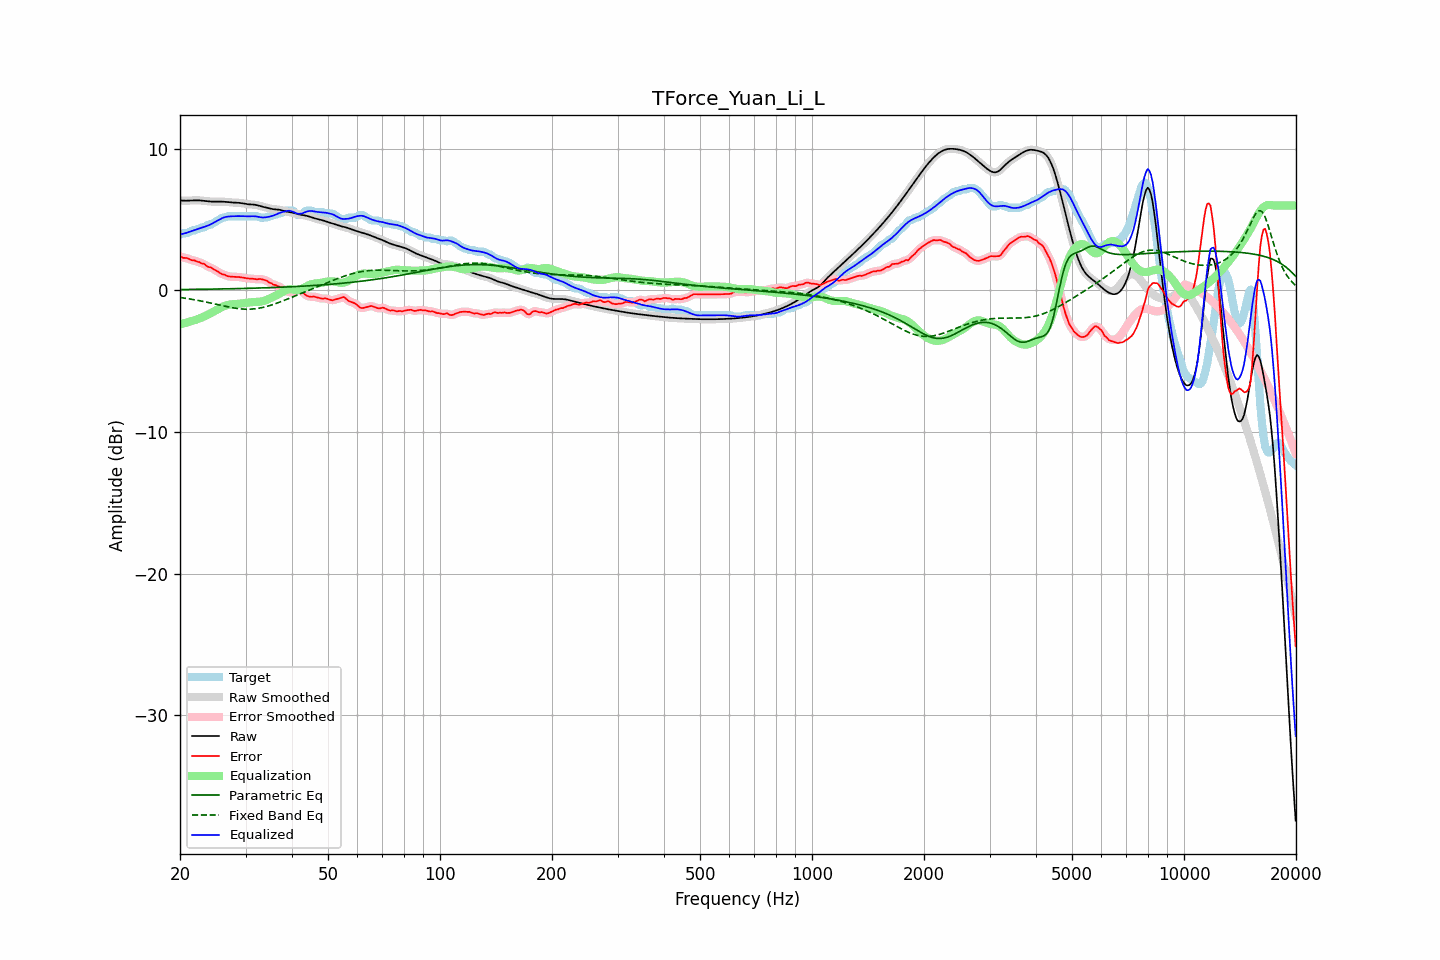 TForce_Yuan_Li_L
Amplitude (dBr)
10
0
−10
−20
−30
Target
Raw Smoothed
Error Smoothed
Raw
Error
Equalization
Parametric Eq
Fixed Band Eq
Equalized
20 50 100 200 500 1000 2000 5000 10000 20000
Frequency (Hz)